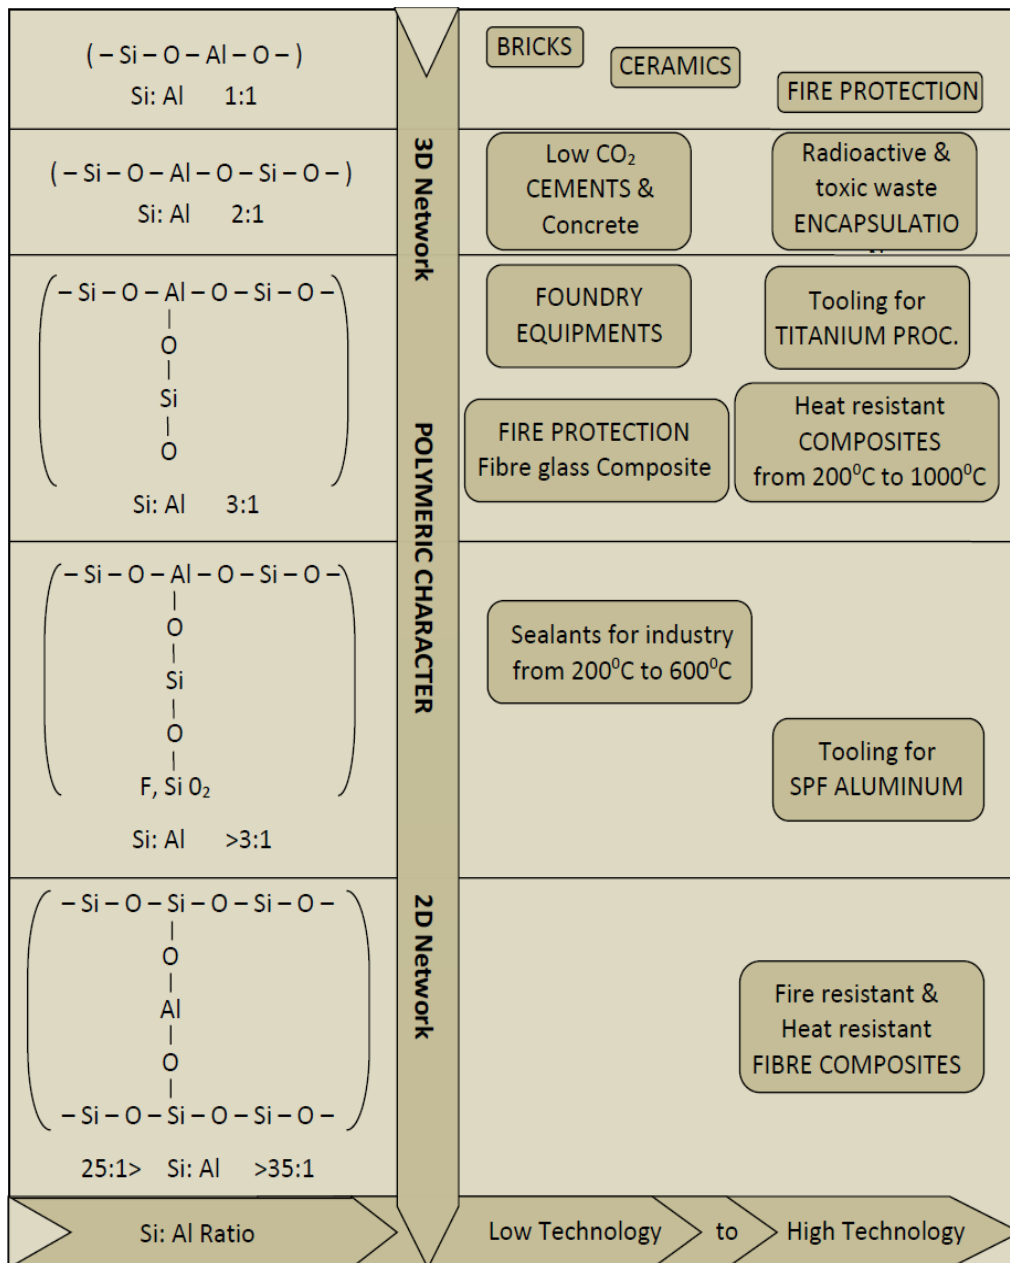 ( – Si – O – Al – O – )
Si: Al 1:1
BRICKS
CERAMICS
FIRE PROTECTION
3D Network
( – Si – O – Al – O – Si – O – )
Si: Al 2:1
Low CO₂
CEMENTS &
Concrete
Radioactive &
toxic waste
ENCAPSULATIO
– Si – O – Al – O – Si – O –
|
O
|
Si
|
O
Si: Al 3:1
FOUNDRY
EQUIPMENTS
Tooling for
TITANIUM PROC.
FIRE PROTECTION
Fibre glass Composite
Heat resistant
COMPOSITES
from 200⁰C to 1000⁰C
POLYMERIC CHARACTER
– Si – O – Al – O – Si – O –
|
O
|
Si
|
O
|
F, Si 0₂
Si: Al >3:1
Sealants for industry
from 200⁰C to 600⁰C
Tooling for
SPF ALUMINUM
2D Network
– Si – O – Si – O – Si – O –
|
O
|
Al
|
O
|
– Si – O – Si – O – Si – O –
25:1> Si: Al >35:1
Fire resistant &
Heat resistant
FIBRE COMPOSITES
Si: Al Ratio
Low Technology
to
High Technology